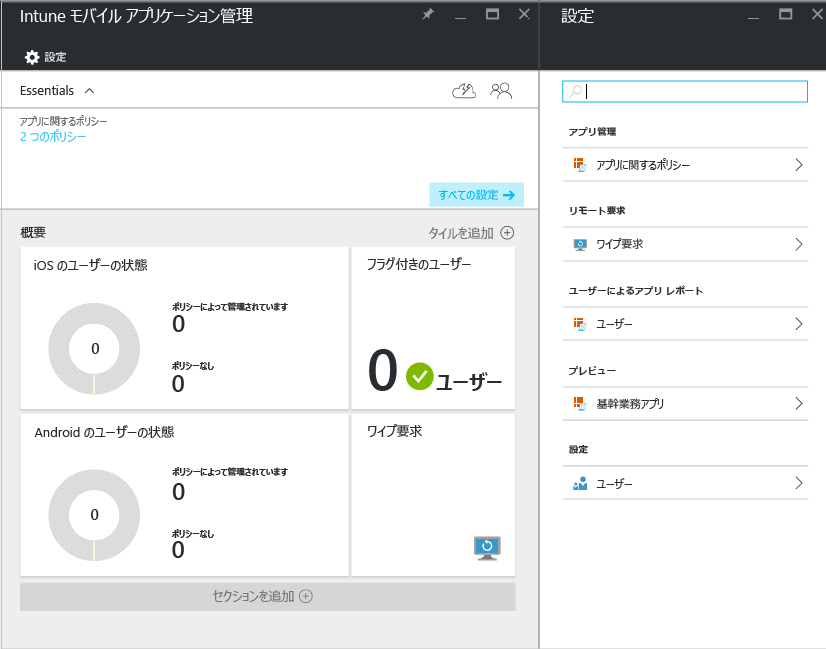 Intune モバイル アプリケーション管理
設定
Essentials
アプリに関するポリシー
2 つのポリシー
すべての設定
概要
タイルを追加
iOS のユーザーの状態
0
ポリシーによって管理されています
0
ポリシーなし
0
フラグ付きのユーザー
0 ユーザー
Android のユーザーの状態
0
ポリシーによって管理されています
0
ポリシーなし
0
ワイプ要求
セクションを追加
設定
アプリ管理
アプリに関するポリシー
リモート要求
ワイプ要求
ユーザーによるアプリ レポート
ユーザー
プレビュー
基幹業務アプリ
設定
ユーザー